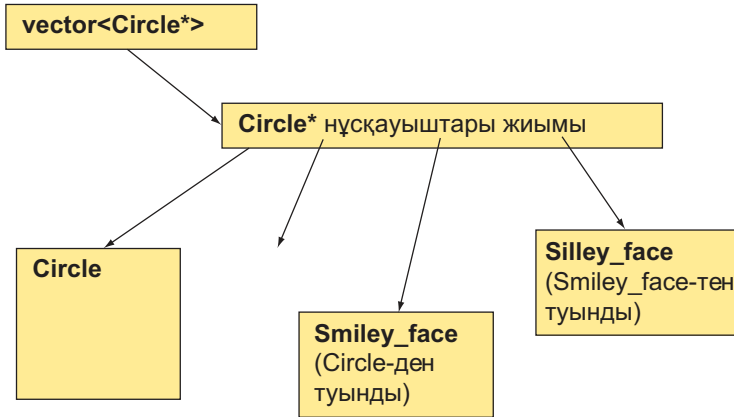 vector<Circle*>
Circle* нұсқауыштары жиымы
Circle
Silley_face
(Smiley_face-тен
туынды)
Smiley_face
(Circle-ден
туынды)